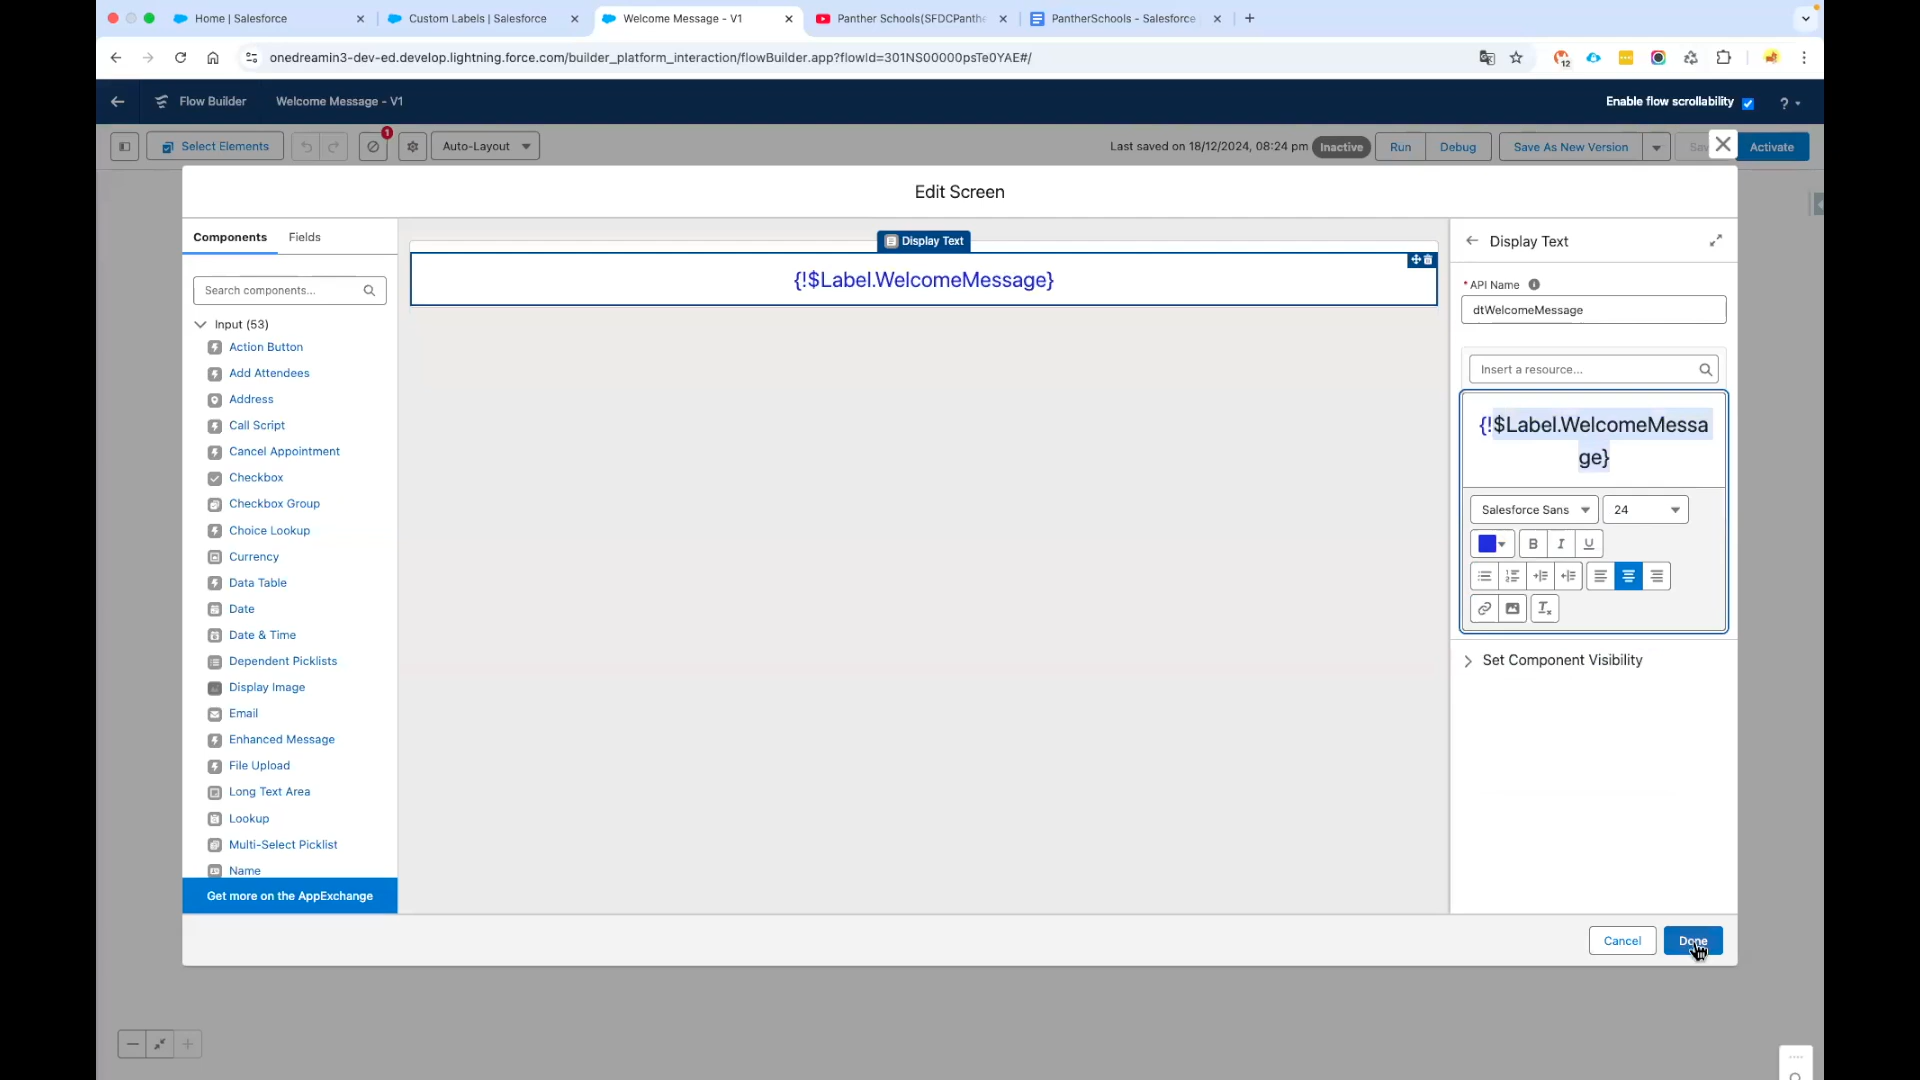 Home | Salesforce
Custom Labels | Salesforce
Welcome Message - V1
Panther Schools(SFDCPanthe
PantherSchools - Salesforce
onedreamin3-dev-ed.develop.lightning.force.com/builder_platform_interaction/flowBuilder.app?flowId=301NS00000psTe0YAE#/
12
Flow Builder
Welcome Message - V1
Enable flow scrollability
?
Select Elements
1
Auto-Layout
Last saved on 18/12/2024, 08:24 pm
Inactive
Run
Debug
Save As New Version
Activate
Edit Screen
Components
Fields
Search components...
Input (53)
Action Button
Add Attendees
Address
Call Script
Cancel Appointment
Checkbox
Checkbox Group
Choice Lookup
Currency
Data Table
Date
Date & Time
Dependent Picklists
Display Image
Email
Enhanced Message
File Upload
Long Text Area
Lookup
Multi-Select Picklist
Name
Get more on the AppExchange
Display Text
{!$Label.WelcomeMessage}
Display Text
* API Name
dtWelcomeMessage
Insert a resource...
{!$Label.WelcomeMessa
ge}
Salesforce Sans
24
B I U
Set Component Visibility
Cancel
Done